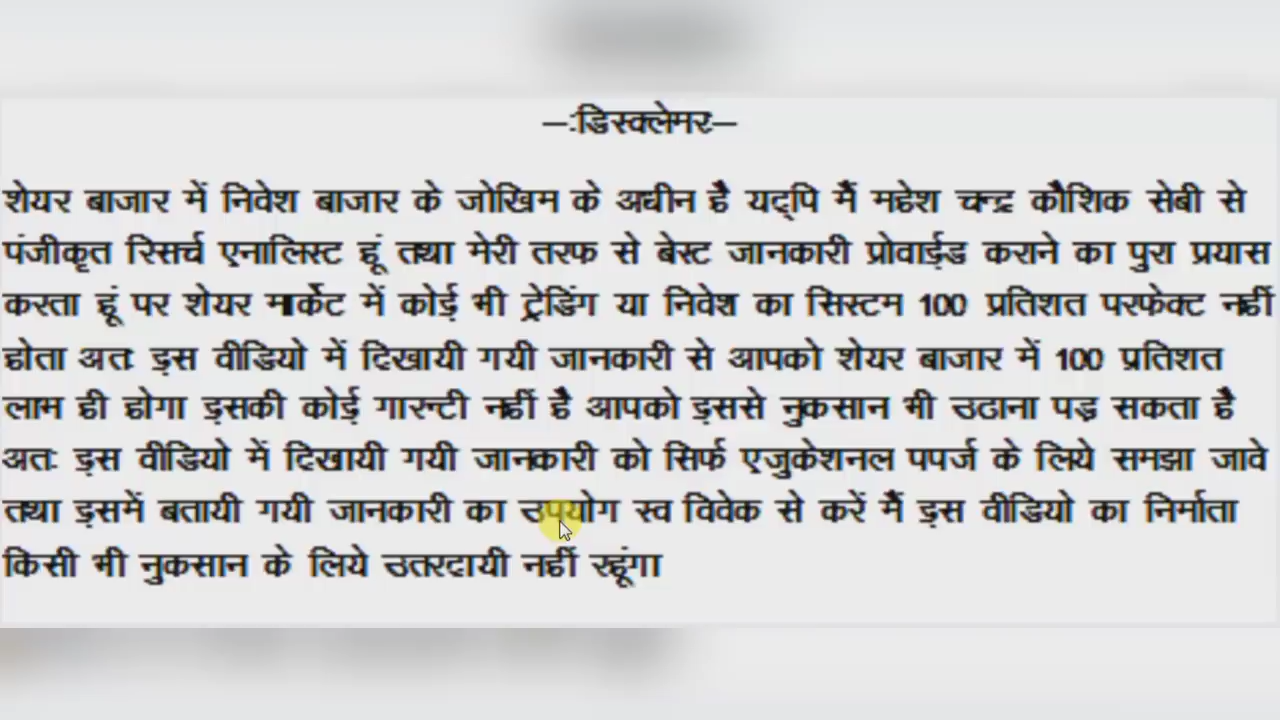 –:डिस्क्लेमर–
शेयर बाजार में निवेश बाजार के जोखिम के अधीन है यद्पि मैं महेश चन्द्र कौशिक सेबी से
पंजीकृत रिसर्च एनालिस्ट हूं तथा मेरी तरफ से बेस्ट जानकारी प्रोवाईड कराने का पुरा प्रयास
करता हूं पर शेयर मार्केट में कोई भी ट्रेडिंग या निवेश का सिस्टम 100 प्रतिशत परफेक्ट नहीं
होता अतः इस वीडियो में दिखायी गयी जानकारी से आपको शेयर बाजार में 100 प्रतिशत
लाभ ही होगा इसकी कोई गारन्टी नहीं है आपको इससे नुकसान भी उठाना पड़ सकता है
अतः इस वीडियो में दिखायी गयी जानकारी को सिर्फ एजुकेशनल पपर्ज के लिये समझा जावे
तथा इसमें बतायी गयी जानकारी का उपयोग स्व विवेक से करें मैं इस वीडियो का निर्माता
किसी भी नुकसान के लिये उतरदायी नहीं रहूंगा